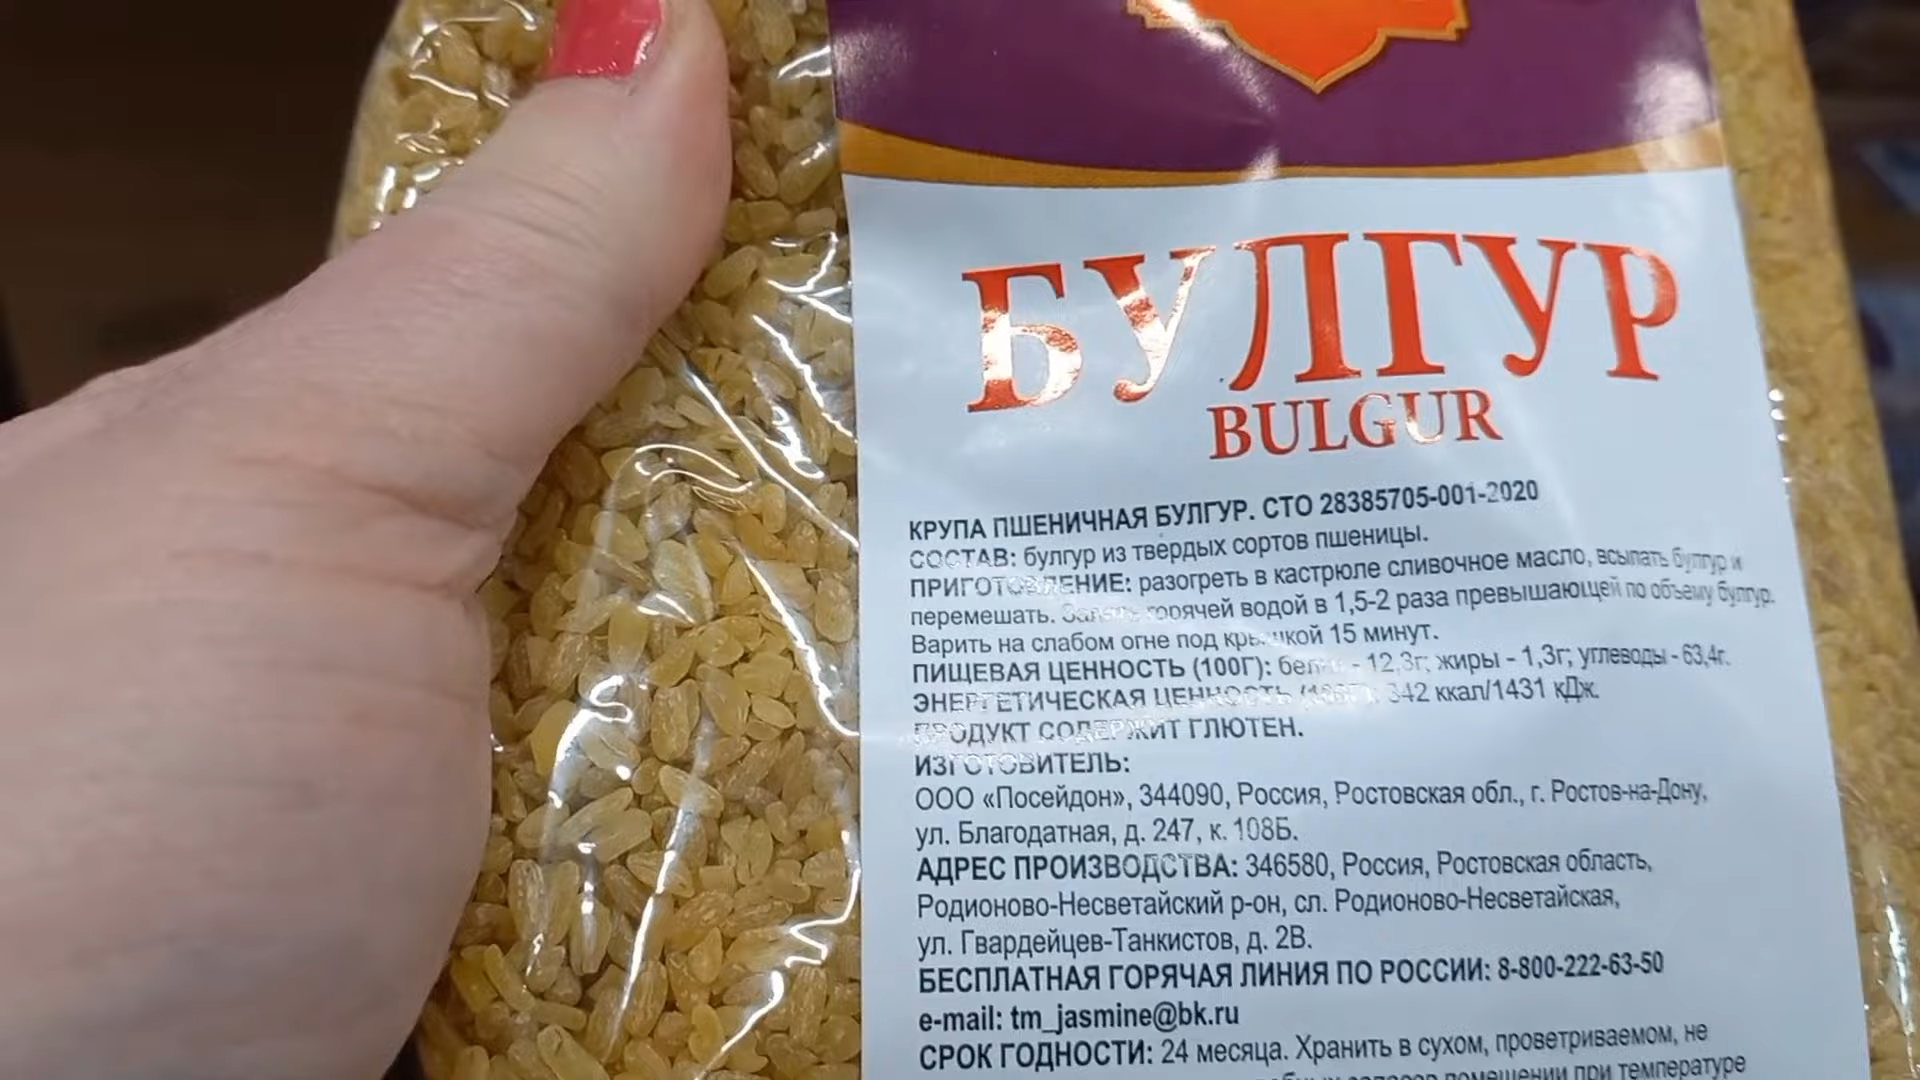 БУЛГУР
BULGUR
КРУПА ПШЕНИЧНАЯ БУЛГУР. СТО 28385705-001-2020
СОСТАВ: булгур из твердых сортов пшеницы.
ПРИГОТОВЛЕНИЕ: разогреть в кастрюле сливочное масло, всыпать булгур и
перемешать. горячей водой в 1,5-2 раза превышающей по объему булгур.
Варить на слабом огне под крышкой 15 минут.
ПИЩЕВАЯ ЦЕННОСТЬ (100Г): белки - 12,3г; жиры - 1,3г; углеводы - 63,4г.
ЭНЕРГЕТИЧЕСКАЯ ЦЕННОСТЬ (100Г): 342 ккал/1431 кДж.
ПРОДУКТ СОДЕРЖИТ ГЛЮТЕН.
ИЗГОТОВИТЕЛЬ:
ООО «Посейдон», 344090, Россия, Ростовская обл., г. Ростов-на-Дону,
ул. Благодатная, д. 247, к. 108Б.
АДРЕС ПРОИЗВОДСТВА: 346580, Россия, Ростовская область,
Родионово-Несветайский р-он, сл. Родионово-Несветайская,
ул. Гвардейцев-Танкистов, д. 2В.
БЕСПЛАТНАЯ ГОРЯЧАЯ ЛИНИЯ ПО РОССИИ: 8-800-222-63-50
e-mail: tm_jasmine@bk.ru
СРОК ГОДНОСТИ: 24 месяца. Хранить в сухом, проветриваемом, не
помещении при температуре